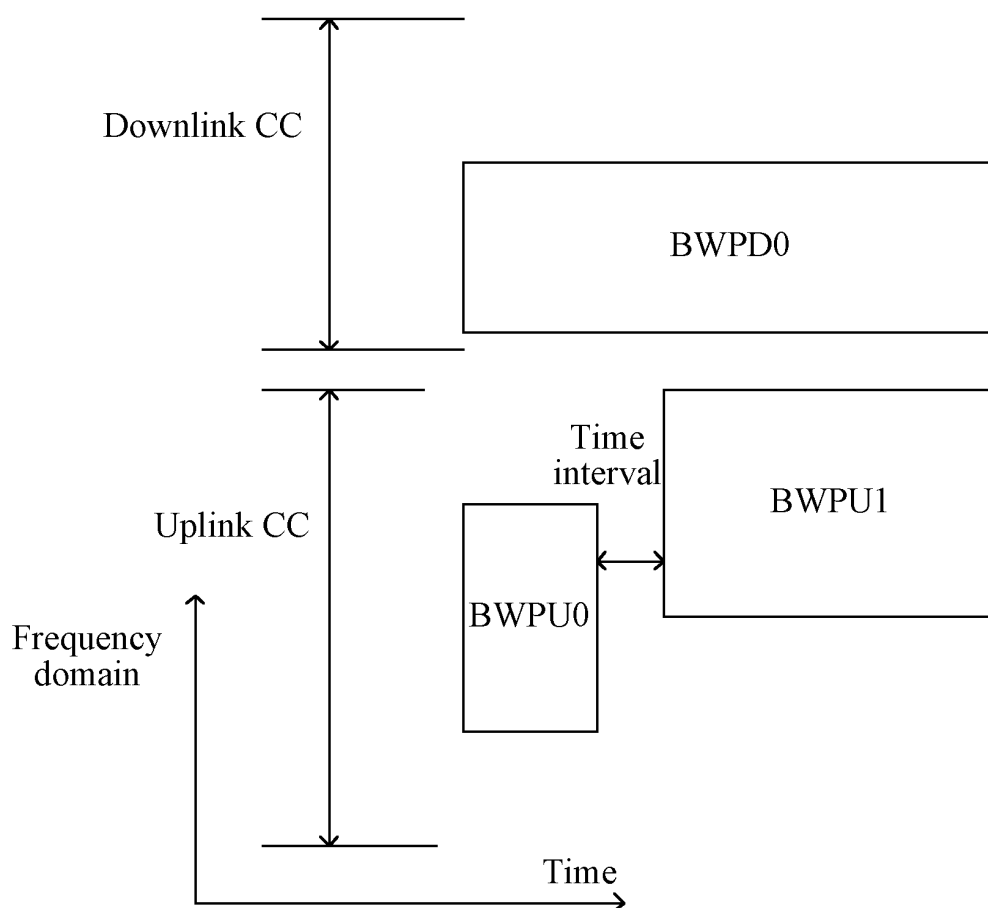 Downlink CC
BWPD0
Time
interval
BWPU1
Uplink CC
BWPU0
Frequency
domain
Time